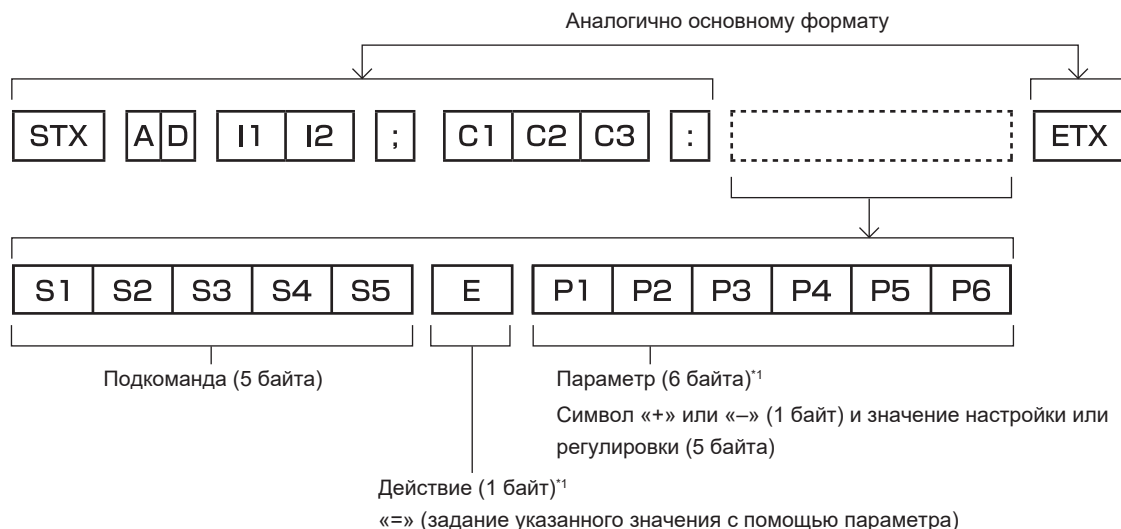 Аналогично основному формату
STX A D I1 I2 ; C1 C2 C3 : ETX
S1 S2 S3 S4 S5 E P1 P2 P3 P4 P5 P6
Подкоманда (5 байта)
Параметр (6 байта)*1
Символ «+» или «–» (1 байт) и значение настройки или
регулировки (5 байта)
Действие (1 байт)*1
«=» (задание указанного значения с помощью параметра)